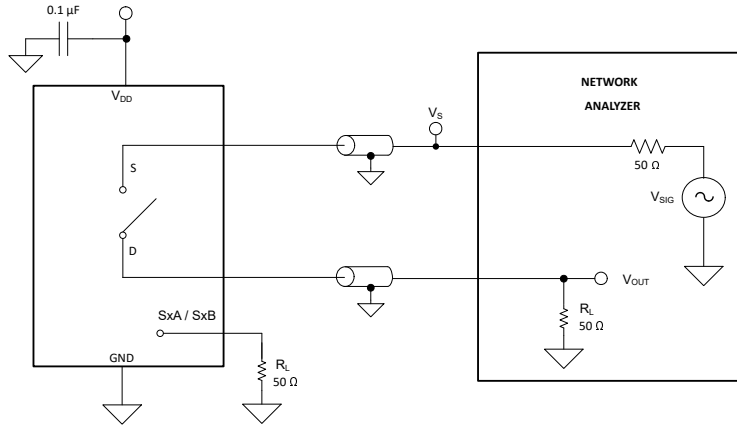 0.1 µF
V_DD
S
D
SxA / SxB
GND
R_L
50 Ω
V_S
NETWORK
ANALYZER
50 Ω
V_SIG
V_OUT
R_L
50 Ω